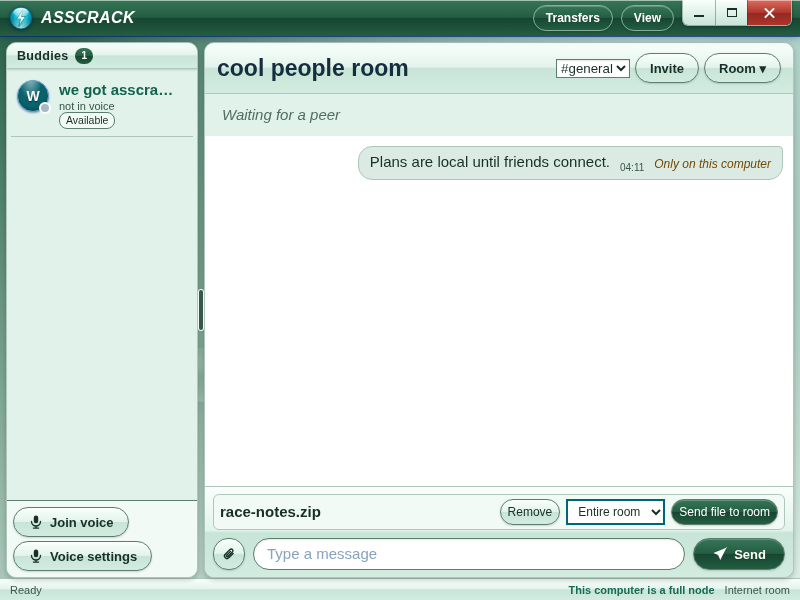 ASSCRACK
Transfers
View
Buddies 1
W
we got asscra…
not in voice
Available
cool people room
#general
Invite
Room ▾
Waiting for a peer
Plans are local until friends connect. 04:11 Only on this computer
race-notes.zip
Remove
Entire room
Send file to room
Join voice
Voice settings
Type a message
Send
Ready
This computer is a full node
Internet room